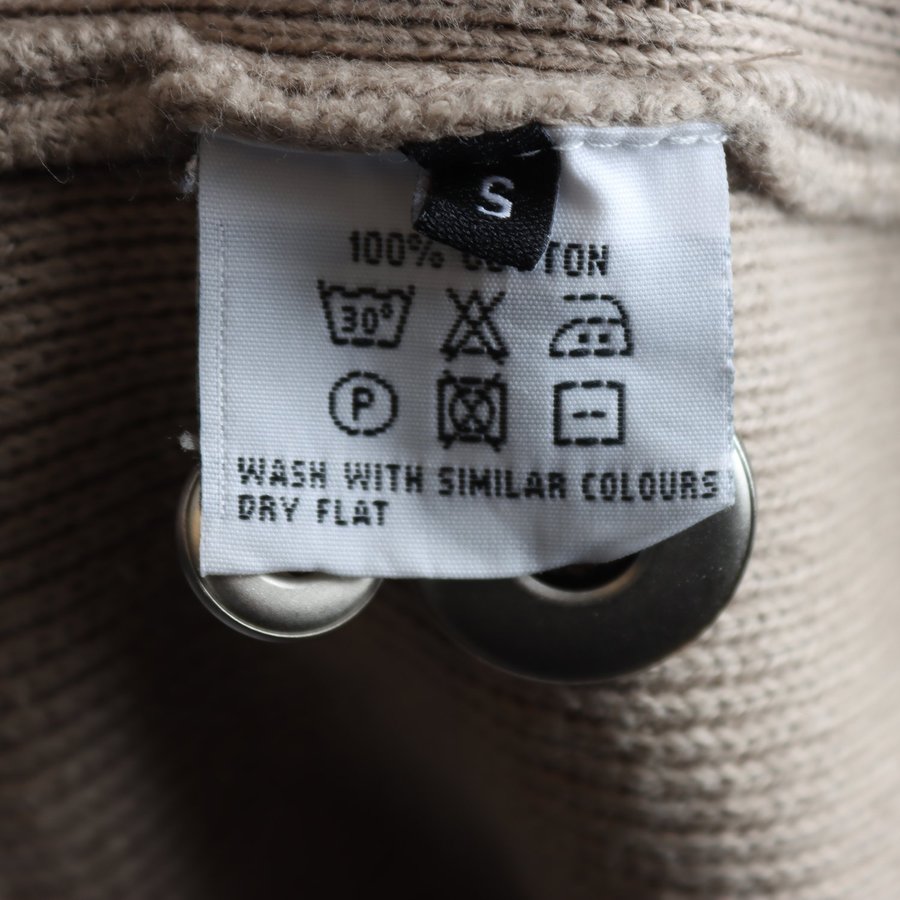 S
100% COTTON
30°
P
WASH WITH SIMILAR COLOURS
DRY FLAT